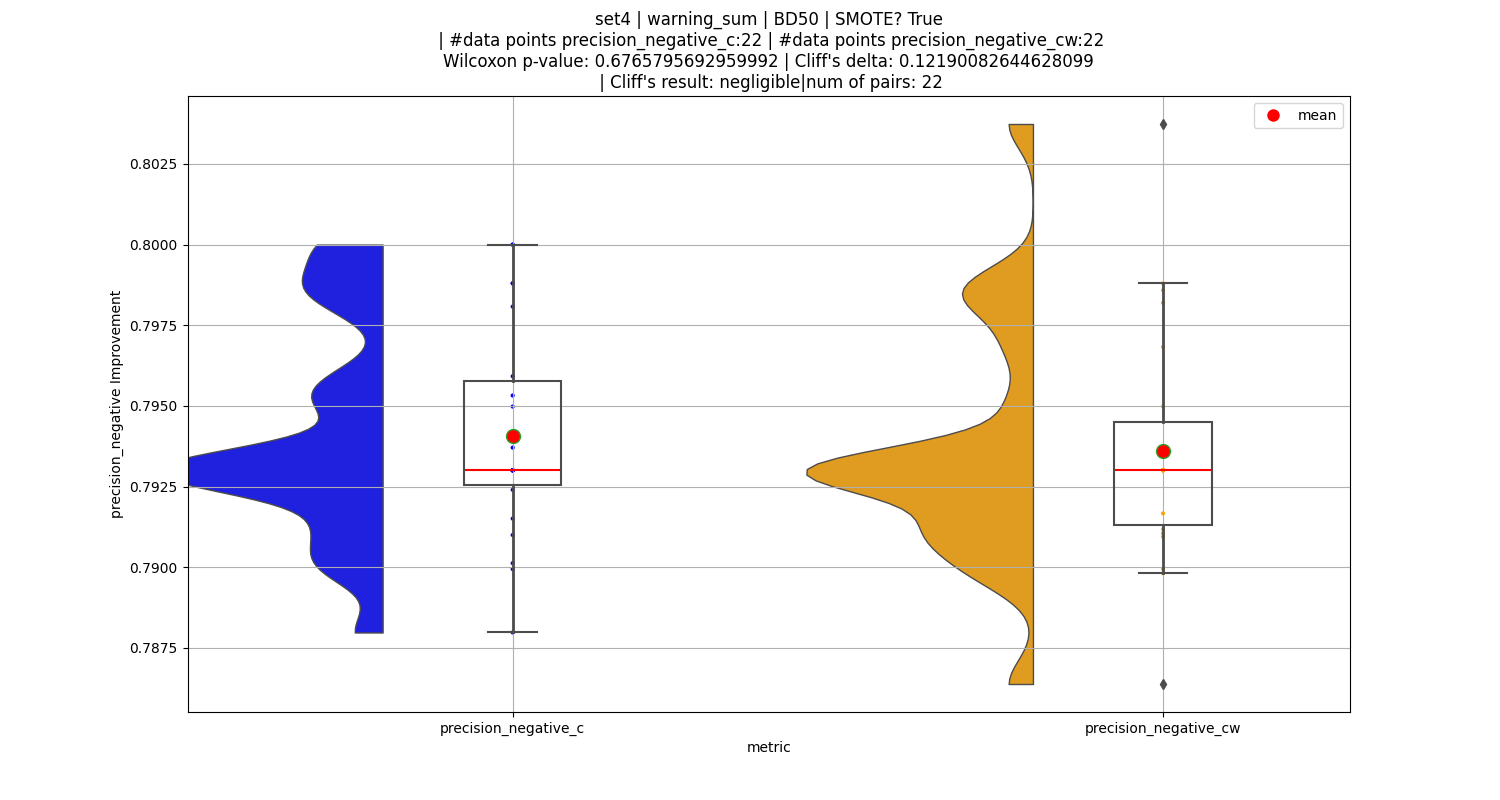 set4 | warning_sum | BD50 | SMOTE? True
| #data points precision_negative_c:22 | #data points precision_negative_cw:22
Wilcoxon p-value: 0.6765795692959992 | Cliff's delta: 0.12190082644628099
| Cliff's result: negligible|num of pairs: 22
mean
0.8025
0.8000
0.7975
0.7950
0.7925
0.7900
0.7875
precision_negative Improvement
precision_negative_c
precision_negative_cw
metric